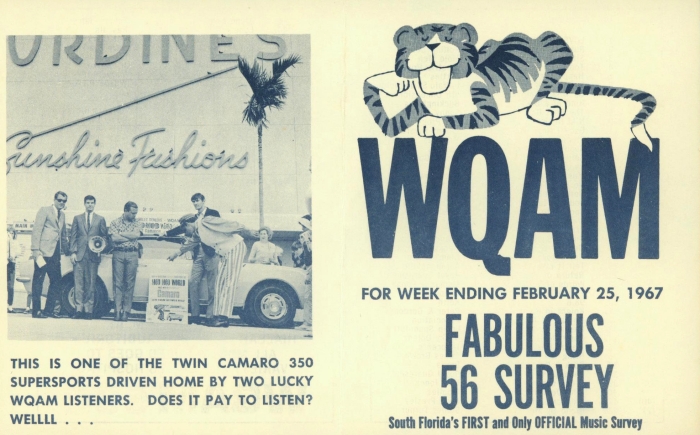 URDINE'S
Sunshine Fashions
THIS IS ONE OF THE TWIN CAMARO 350
SUPERSPORTS DRIVEN HOME BY TWO LUCKY
WQAM LISTENERS. DOES IT PAY TO LISTEN?
WELLLL . . .
WQAM
FOR WEEK ENDING FEBRUARY 25, 1967
FABULOUS
56 SURVEY
South Florida's FIRST and Only OFFICIAL Music Survey